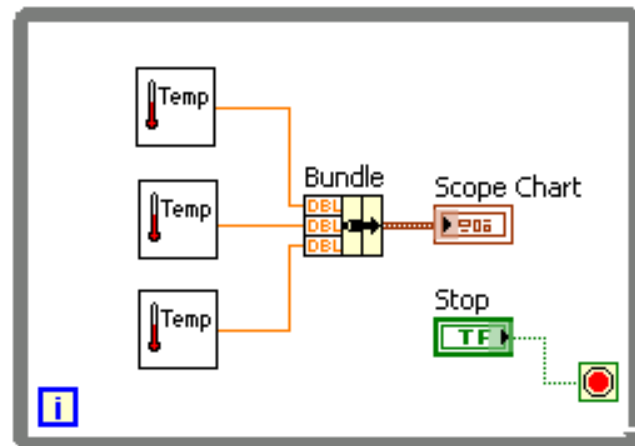 Temp
Bundle
Scope Chart
DBL
Temp
DBL
DBL
Stop
Temp
TF
i